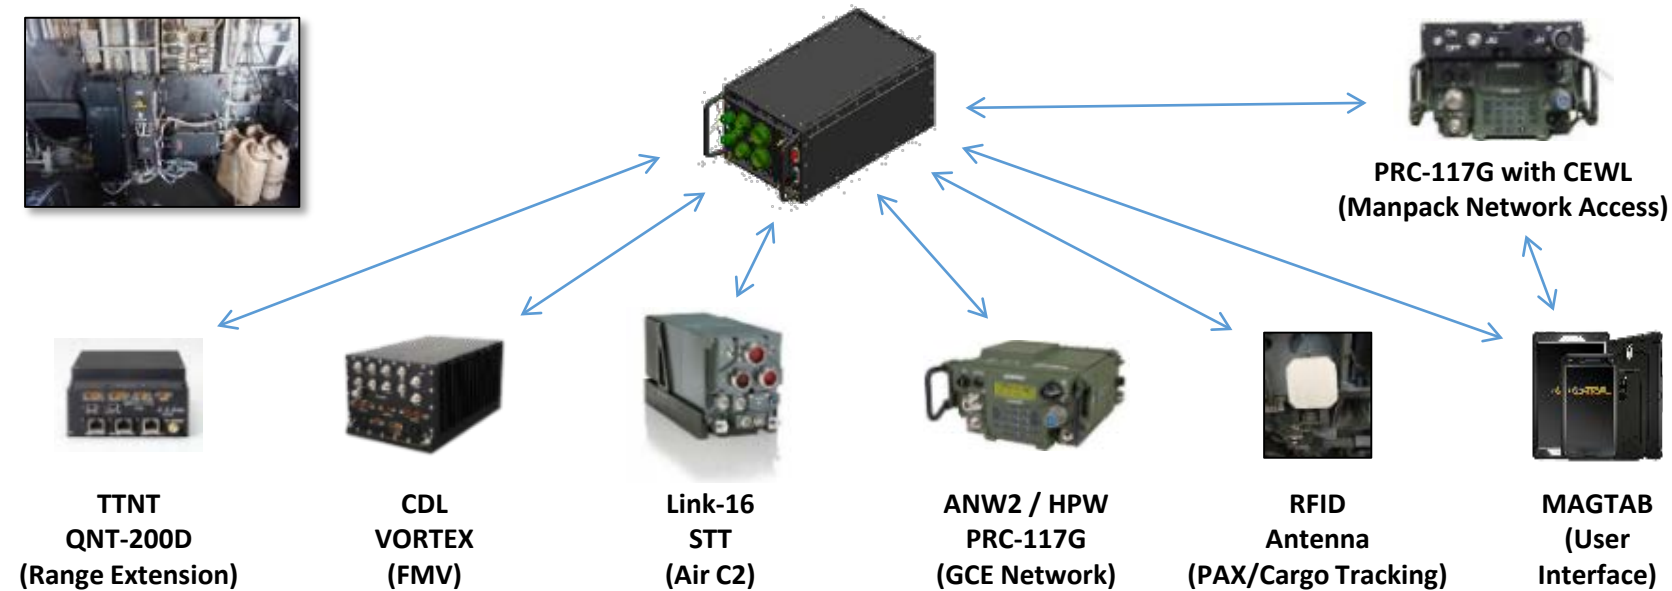 PRC-117G with CEWL
(Manpack Network Access)
TTNT
QNT-200D
(Range Extension)
CDL
VORTEX
(FMV)
Link-16
STT
(Air C2)
ANW2 / HPW
PRC-117G
(GCE Network)
RFID
Antenna
(PAX/Cargo Tracking)
MAGTAB
(User
Interface)